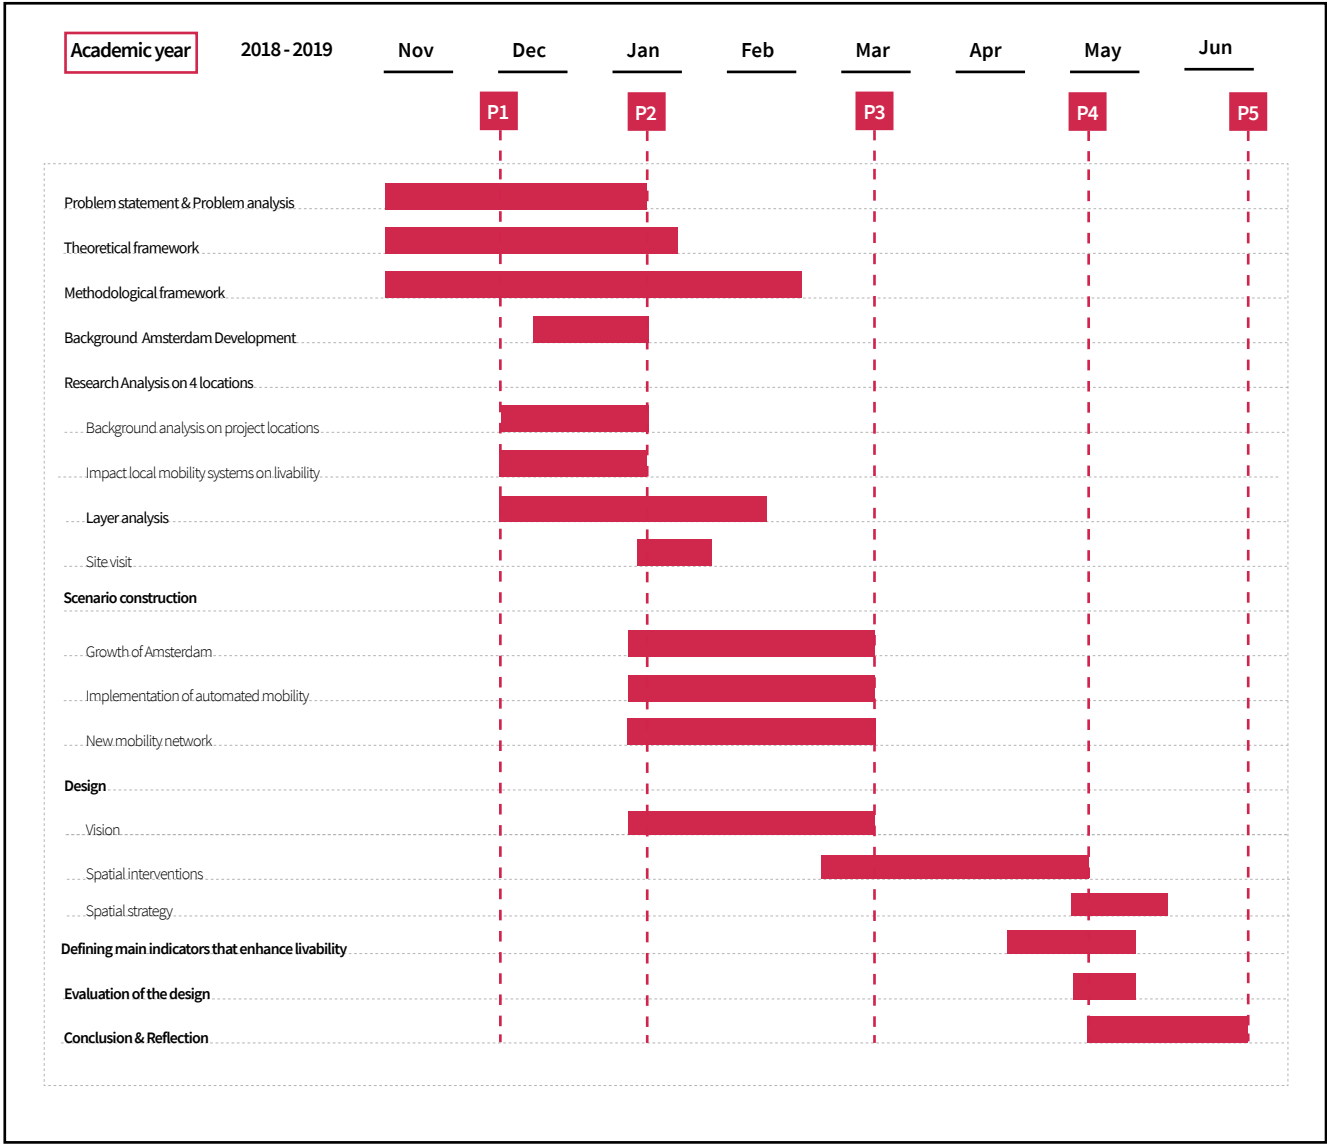 Academic year 2018 - 2019 Nov Dec Jan Feb Mar Apr May Jun
P1 P2 P3 P4 P5
Problem statement & Problem analysis
Theoretical framework
Methodological framework
Background Amsterdam Development
Research Analysis on 4 locations
Background analysis on project locations
Impact local mobility systems on livability
Layer analysis
Site visit
Scenario construction
Growth of Amsterdam
Implementation of automated mobility
New mobility network
Design
Vision
Spatial interventions
Spatial strategy
Defining main indicators that enhance livability
Evaluation of the design
Conclusion & Reflection